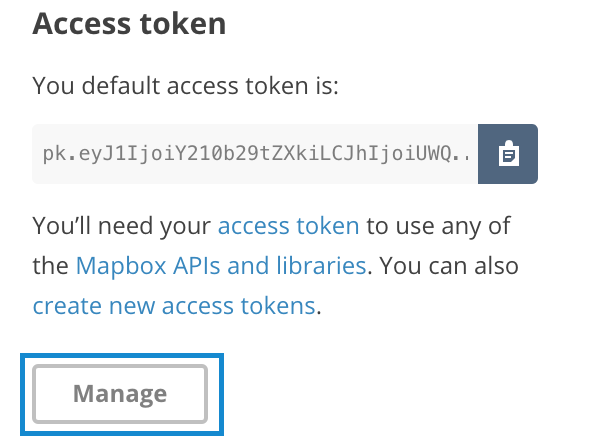 Access token
You default access token is:
pk.eyJ1IjoiY210b29tZXkiLCJhIjoiUWQ..
You’ll need your access token to use any of
the Mapbox APIs and libraries. You can also
create new access tokens.
Manage